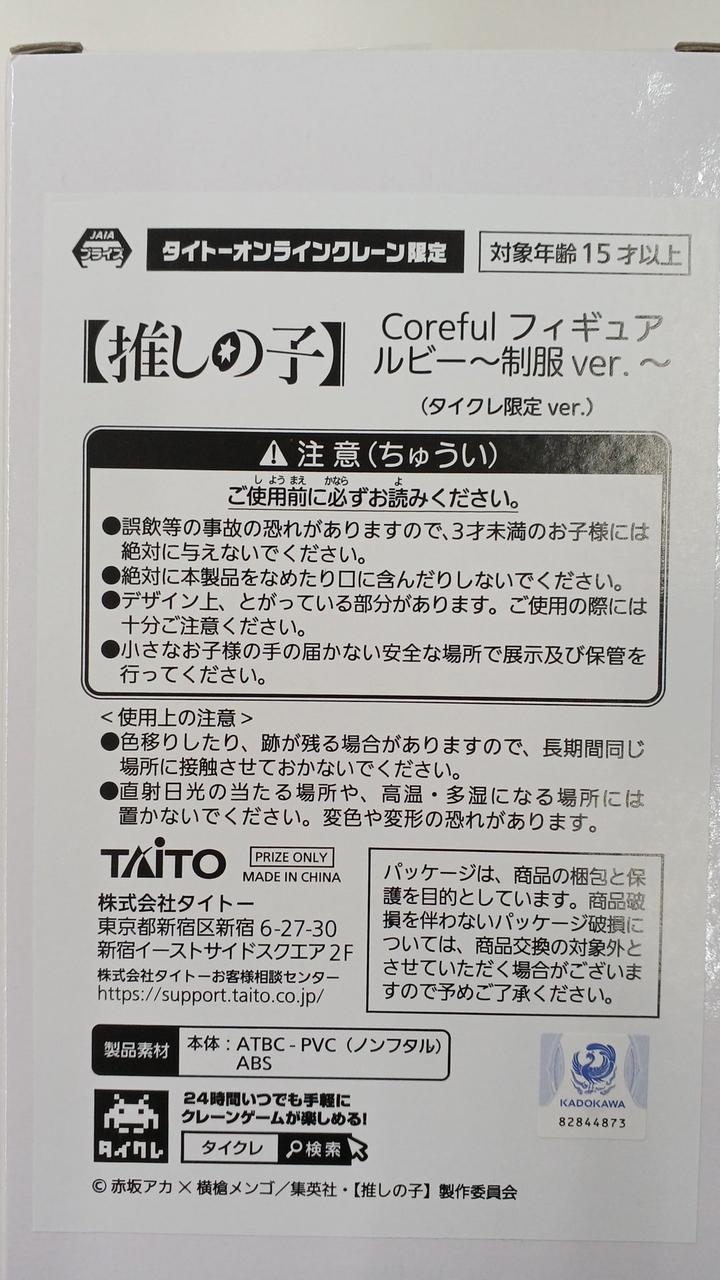 JAIA
プライズ
タイトーオンラインクレーン限定
対象年齢15才以上
【推しの子】
Coreful フィギュア
ルビー～制服 ver. ～
（タイクレ限定 ver.）
⚠注意（ちゅうい）
し よう まえ かなら よ
ご使用前に必ずお読みください。
●誤飲等の事故の恐れがありますので、3才未満のお子様には
絶対に与えないでください。
●絶対に本製品をなめたり口に含んだりしないでください。
●デザイン上、とがっている部分があります。ご使用の際には
十分ご注意ください。
●小さなお子様の手の届かない安全な場所で展示及び保管を
行ってください。
＜使用上の注意＞
●色移りしたり、跡が残る場合がありますので、長期間同じ
場所に接触させておかないでください。
●直射日光の当たる場所や、高温・多湿になる場所には
置かないでください。変色や変形の恐れがあります。
TAITO
PRIZE ONLY
MADE IN CHINA
株式会社タイトー
東京都新宿区新宿 6-27-30
新宿イーストサイドスクエア 2F
株式会社タイトーお客様相談センター
https://support.taito.co.jp/
パッケージは、商品の梱包と保
護を目的としています。商品破
損を伴わないパッケージ破損に
ついては、商品交換の対象外と
させていただく場合がございま
すので予めご了承ください。
製品素材
本体：ATBC - PVC（ノンフタル）
ABS
KADOKAWA
82844873
タイクレ
24時間いつでも手軽に
クレーンゲームが楽しめる!
タイクレ 検索
© 赤坂アカ × 横槍メンゴ／集英社・【推しの子】製作委員会